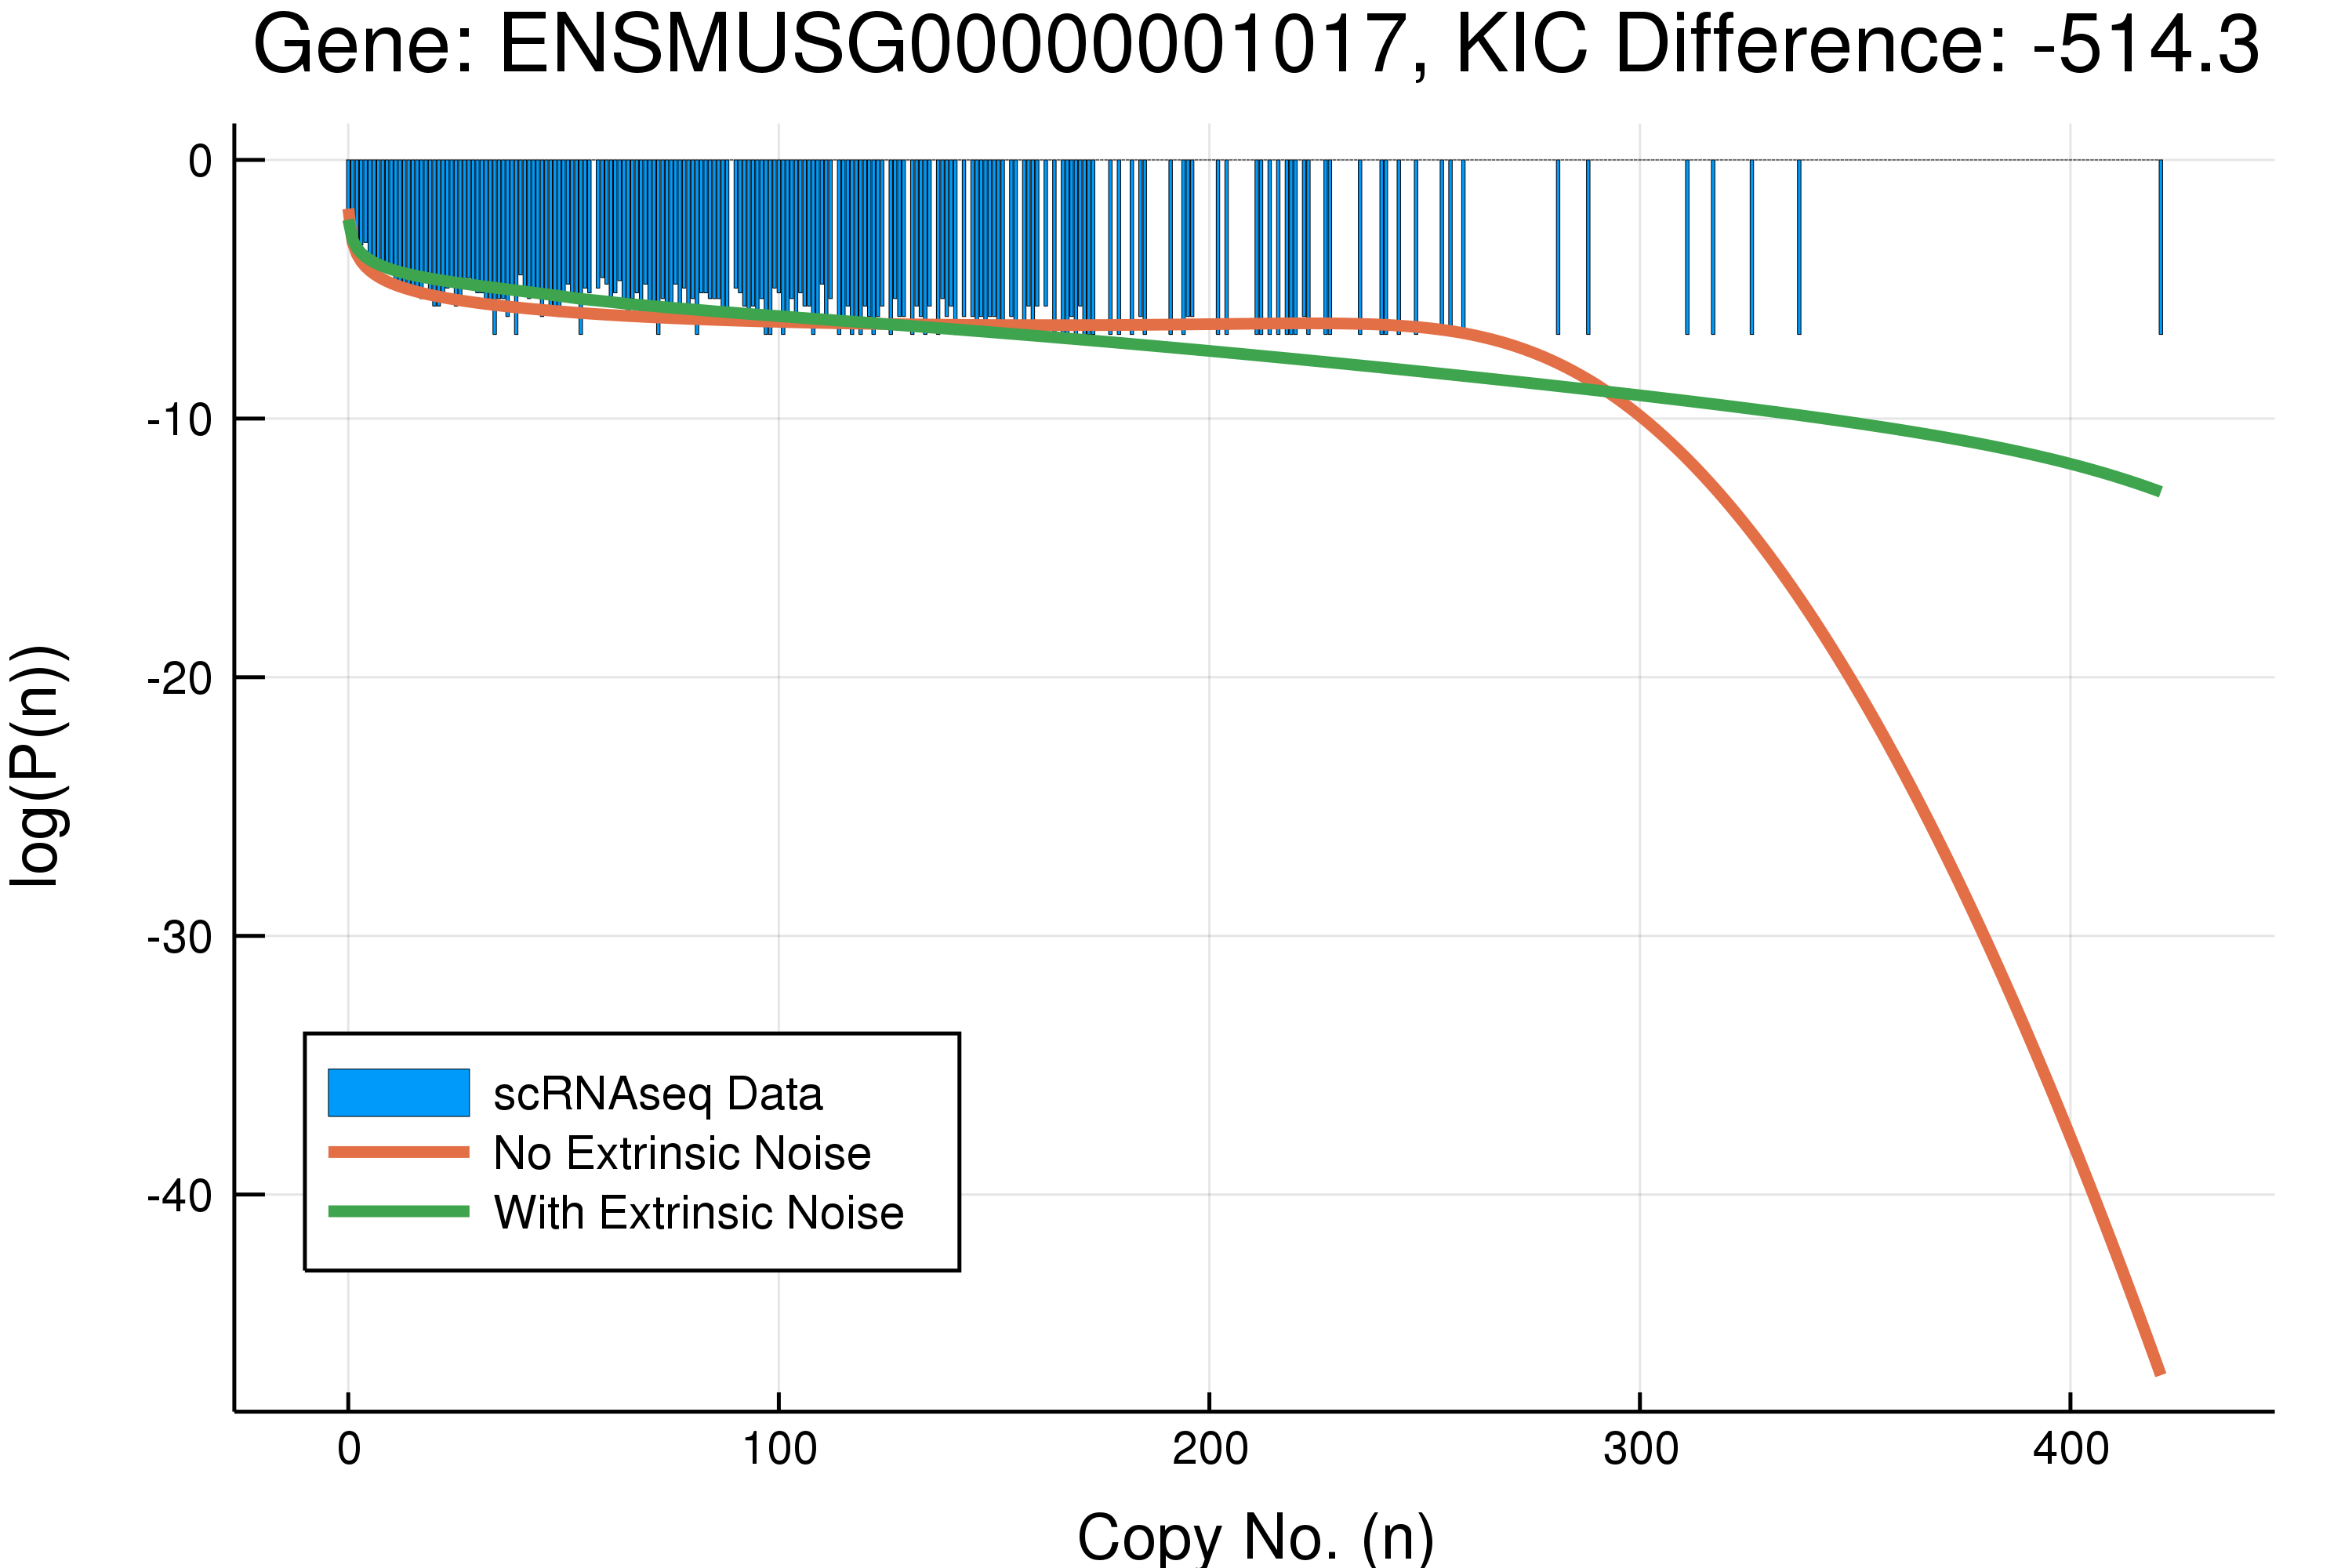 Gene: ENSMUSG00000001017, KIC Difference: -514.3
0
-10
-20
-30
-40
log(P(n))
scRNAseq Data
No Extrinsic Noise
With Extrinsic Noise
0 100 200 300 400
Copy No. (n)